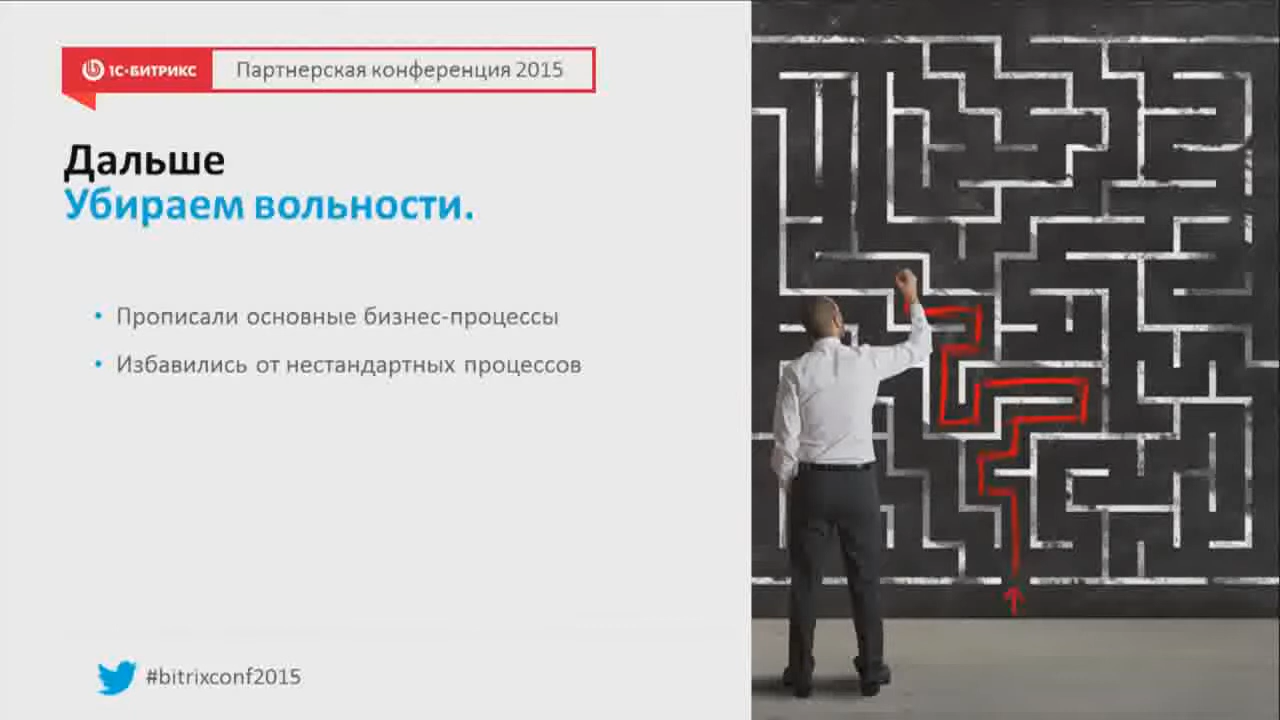 1С-БИТРИКС Партнерская конференция 2015
Дальше
Убираем вольности.
• Прописали основные бизнес-процессы
• Избавились от нестандартных процессов
#bitrixconf2015